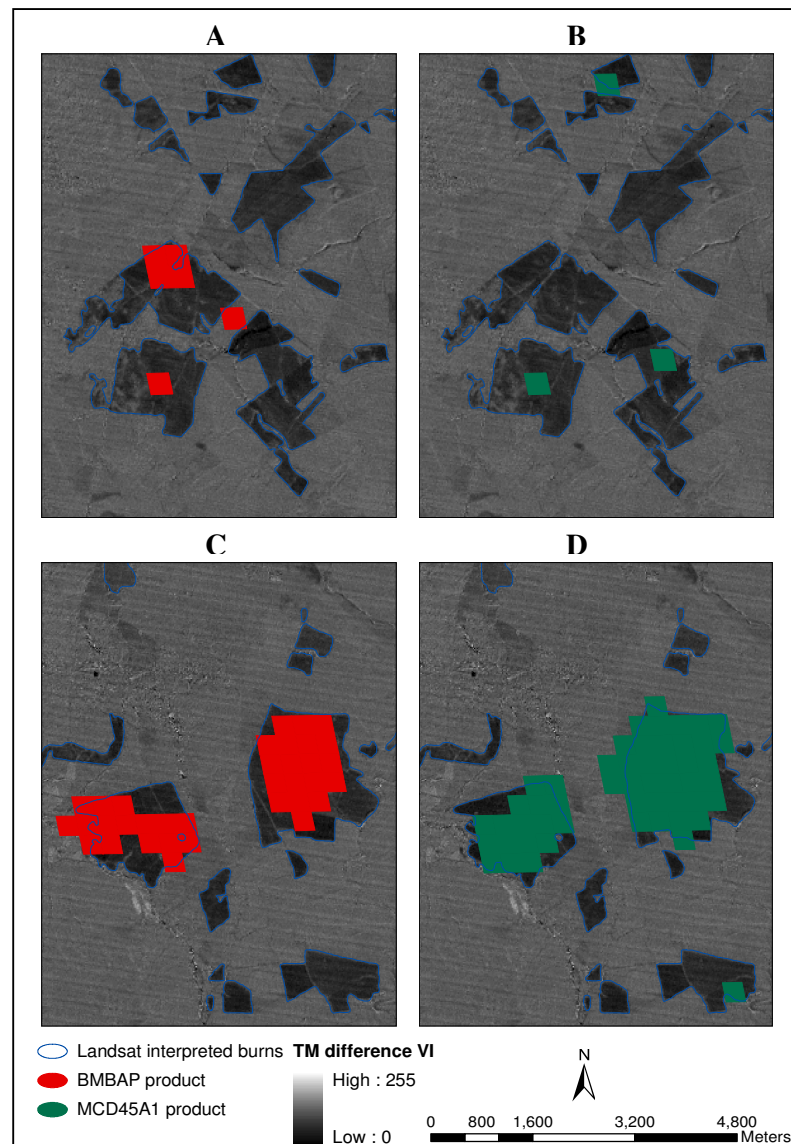 A B
C D
Landsat interpreted burns TM difference VI
BMBAP product High : 255
MCD45A1 product
Low : 0
N
0 800 1,600 3,200 4,800
Meters